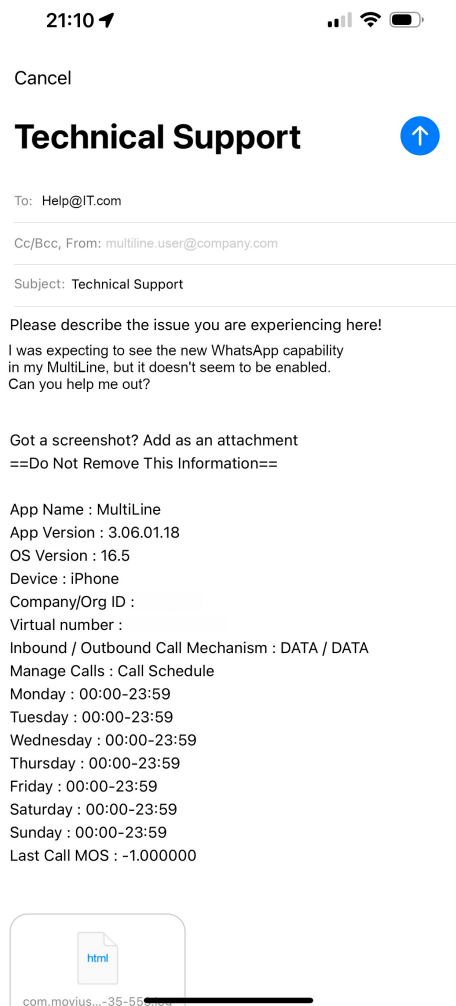 21:10
Cancel
Technical Support
To: Help@IT.com
Cc/Bcc, From: multiline.user@company.com
Subject: Technical Support
Please describe the issue you are experiencing here!
I was expecting to see the new WhatsApp capability
in my MultiLine, but it doesn't seem to be enabled.
Can you help me out?
Got a screenshot? Add as an attachment
==Do Not Remove This Information==
App Name : MultiLine
App Version : 3.06.01.18
OS Version : 16.5
Device : iPhone
Company/Org ID :
Virtual number :
Inbound / Outbound Call Mechanism : DATA / DATA
Manage Calls : Call Schedule
Monday : 00:00-23:59
Tuesday : 00:00-23:59
Wednesday : 00:00-23:59
Thursday : 00:00-23:59
Friday : 00:00-23:59
Saturday : 00:00-23:59
Sunday : 00:00-23:59
Last Call MOS : -1.000000
html
com.movius...-35-55